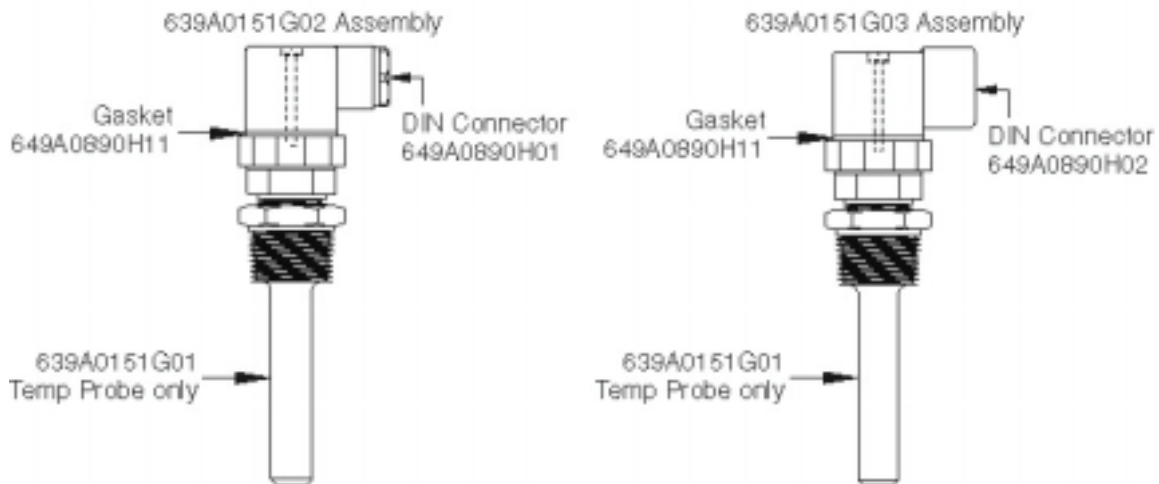 639A0151G02 Assembly
Gasket
649A0890H11
DIN Connector
649A0890H01
639A0151G01
Temp Probe only
639A0151G03 Assembly
Gasket
649A0890H11
DIN Connector
649A0890H02
639A0151G01
Temp Probe only